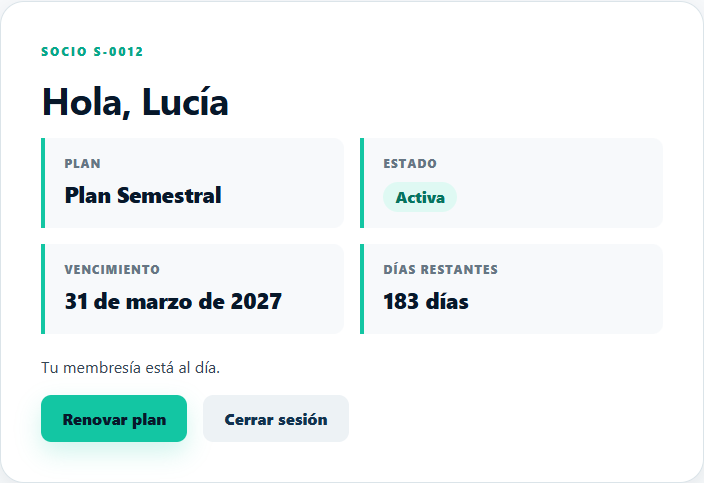 SOCIO S-0012
Hola, Lucía
PLAN
Plan Semestral
ESTADO
Activa
VENCIMIENTO
31 de marzo de 2027
DÍAS RESTANTES
183 días
Tu membresía está al día.
Renovar plan
Cerrar sesión